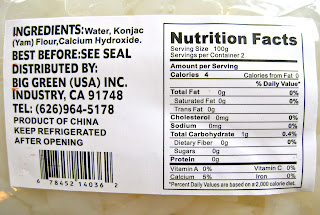 INGREDIENTS:Water, Konjac
(Yam) Flour,Calcium Hydroxide.
BEST BEFORE:SEE SEAL
DISTRIBUTED BY:
BIG GREEN (USA) INC.
INDUSTRY, CA 91748
TEL: (626)964-5178
PRODUCT OF CHINA
KEEP REFRIGERATED
AFTER OPENING
6 78452 14036 2
Nutrition Facts
Serving Size 100g
Servings per Container 2
Amount per Serving
Calories 4 Calories from Fat 0
% Daily Value*
Total Fat 0g 0%
Saturated Fat 0g 0%
Trans Fat 0g
Cholesterol 0mg 0%
Sodium 0mg 0%
Total Carbohydrate 1g 0.4%
Dietary Fiber 0g 0%
Sugars 0g
Protein 0g
Vitamin A 0% Vitamin C 0%
Calcium 5% Iron 0%
*Percent Daily Values are based on a 2,000 calorie diet.